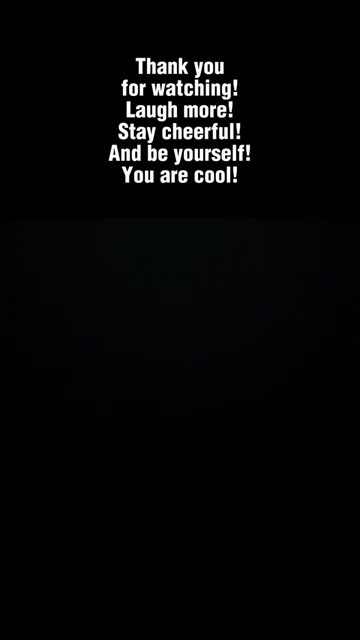 Thank you
for watching!
Laugh more!
Stay cheerful!
And be yourself!
You are cool!